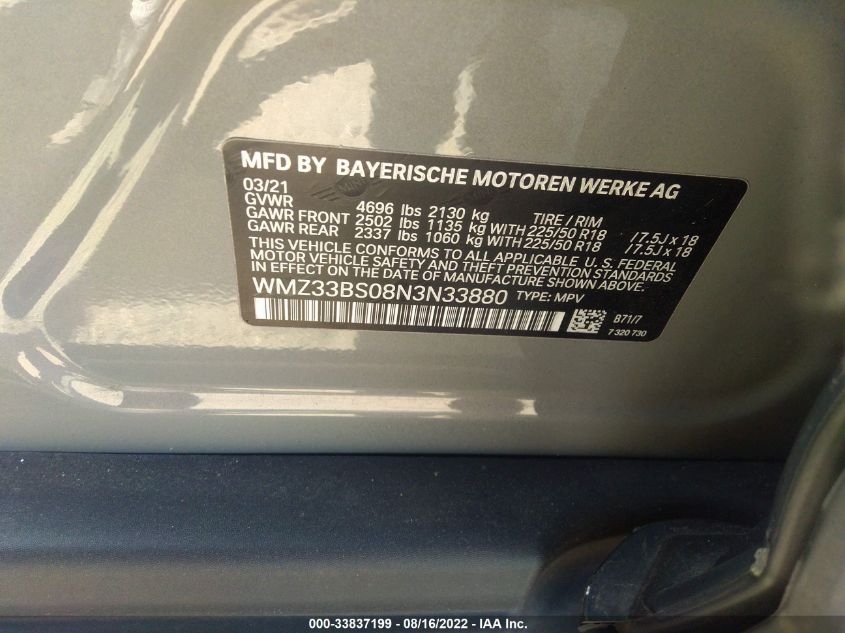 MFD BY BAYERISCHE MOTOREN WERKE AG
03/21
MINI
GVWR 4696 lbs 2130 kg TIRE / RIM
GAWR FRONT 2502 lbs 1135 kg WITH 225/50 R18 / 7.5J x 18
GAWR REAR 2337 lbs 1060 kg WITH 225/50 R18 / 7.5J x 18
THIS VEHICLE CONFORMS TO ALL APPLICABLE U. S. FEDERAL
MOTOR VEHICLE SAFETY AND THEFT PREVENTION STANDARDS
IN EFFECT ON THE DATE OF MANUFACTURE SHOWN ABOVE.
WMZ33BS08N3N33880 TYPE: MPV
B71/7
7 320 730
000-33837199 - 08/16/2022 - IAA Inc.